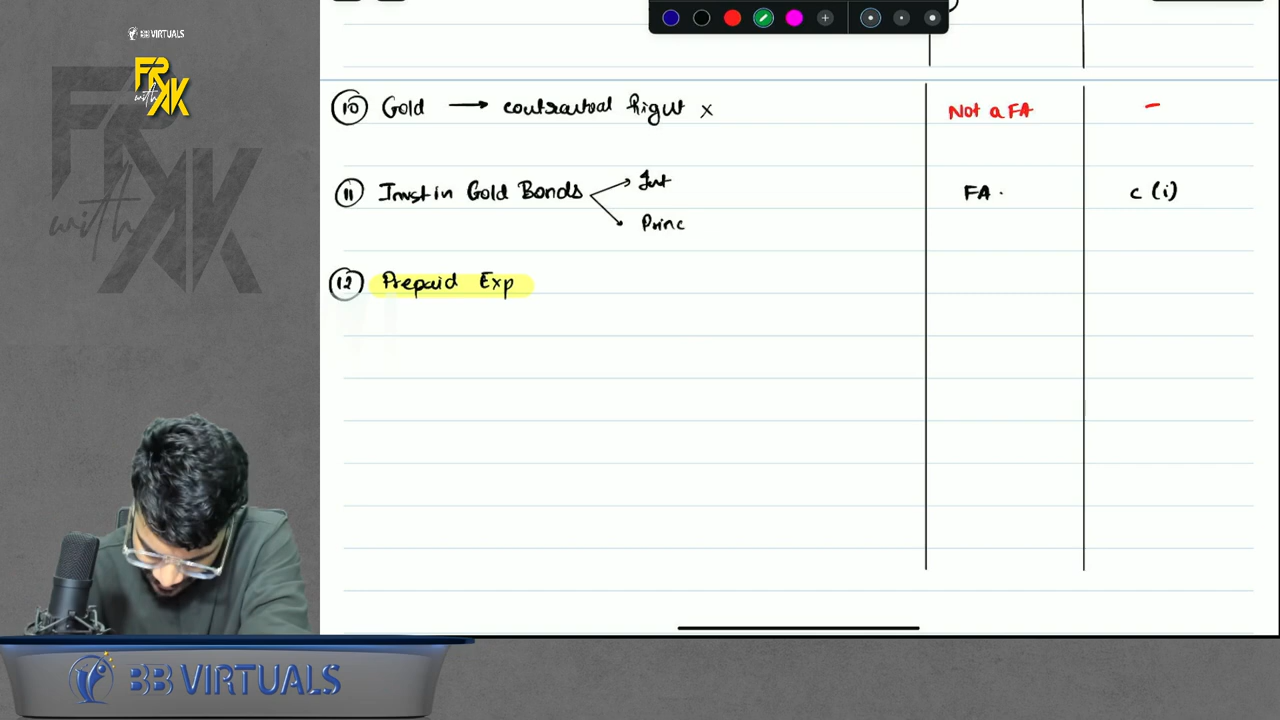 BB VIRTUALS
FR
with
AK
⑩ Gold → contractual Right x Not a FA -
⑪ Invst in Gold Bonds Int FA. c (i)
Princ
⑫ Prepaid Exp
BB VIRTUALS